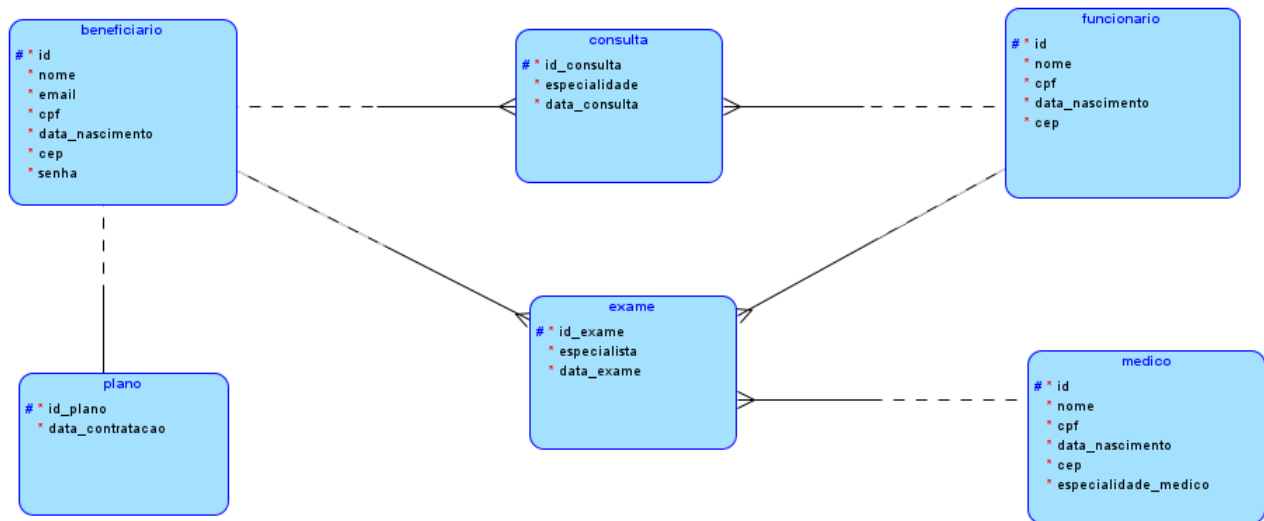 beneficiario
# * id
* nome
* email
* cpf
* data_nascimento
* cep
* senha
consulta
# * id_consulta
* especialidade
* data_consulta
funcionario
# * id
* nome
* cpf
* data_nascimento
* cep
exame
# * id_exame
* especialista
* data_exame
plano
# * id_plano
* data_contratacao
medico
# * id
* nome
* cpf
* data_nascimento
* cep
* especialidade_medico